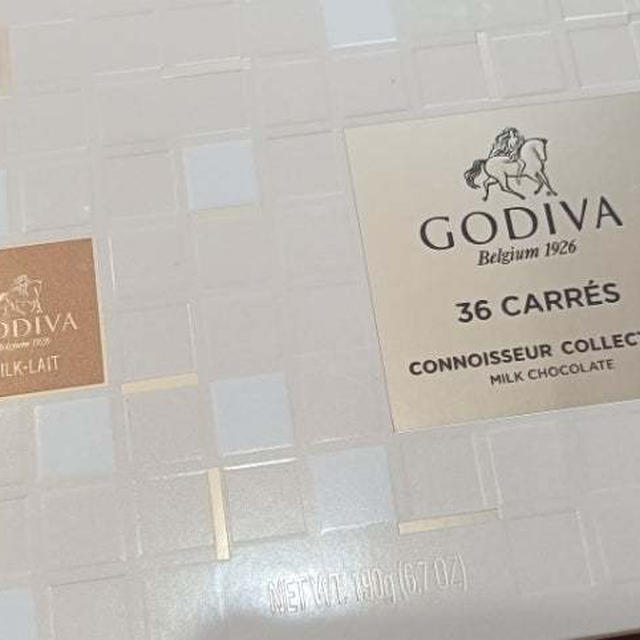 GODIVA
Belgium 1926
36 CARRÉS
CONNOISSEUR COLLECT
MILK CHOCOLATE
ODIVA
Belgium 1926
ILK•LAIT
NET WT. 190g (6.7 OZ)